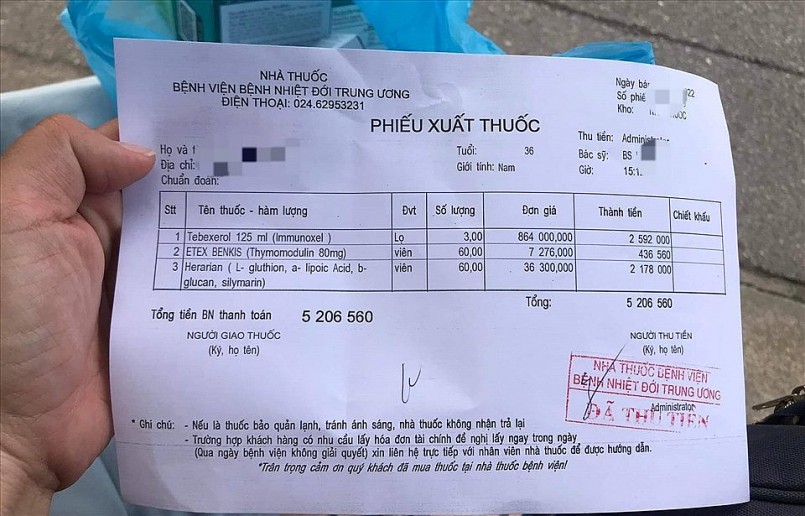 NHÀ THUỐC
BỆNH VIỆN BỆNH NHIỆT ĐỚI TRUNG ƯƠNG
ĐIỆN THOẠI: 024.62953231
Ngày bá
22
Số phiế
Kho:
PHIẾU XUẤT THUỐC
Thu tiền: Administrator
Họ và
Tuổi: 36
Bác sỹ: BS
Địa chỉ:
Giới tính: Nam
Giờ: 15:1
Chuẩn đoán:
Stt Tên thuốc - hàm lượng Đvt Số lượng Đơn giá Thành tiền Chiết khấu
1 Tebexerol 125 ml (Immunoxel ) Lọ 3,00 864 000,000 2 592 000
2 ETEX BENKIS (Thymomodulin 80mg) viên 60,00 7 276,000 436 560
3 Herarian ( L- gluthion, a- lipoic Acid, b- viên 60,00 36 300,000 2 178 000
glucan, silymarin)
Tổng: 5 206 560
Tổng tiền BN thanh toán 5 206 560
NGƯỜI GIAO THUỐC NGƯỜI THU TIỀN
(Ký, họ tên) (Ký, họ tên)
NHÀ THUỐC BỆNH VIỆN
BỆNH NHIỆT ĐỚI TRUNG ƯƠNG
Administrator
ĐÃ THU TIỀN
* Ghi chú: - Nếu là thuốc bảo quản lạnh, tránh ánh sáng, nhà thuốc không nhận trả lại
- Trường hợp khách hàng có nhu cầu lấy hóa đơn tài chính đề nghị lấy ngay trong ngày
(Qua ngày bệnh viện không giải quyết) xin liên hệ trực tiếp với nhân viên nhà thuốc để được hướng dẫn.
*Trân trọng cảm ơn quý khách đã mua thuốc tại nhà thuốc bệnh viện!